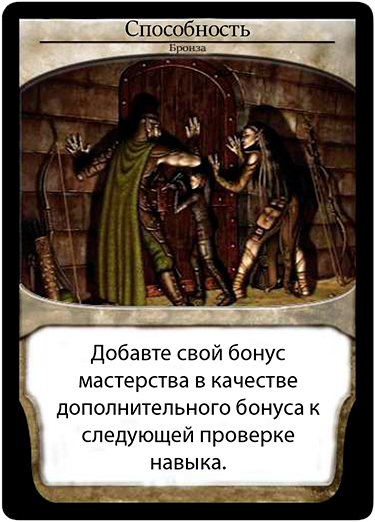 Способность
Бронза
Добавте свой бонус
мастерства в качестве
дополнительного бонуса к
следующей проверке
навыка.